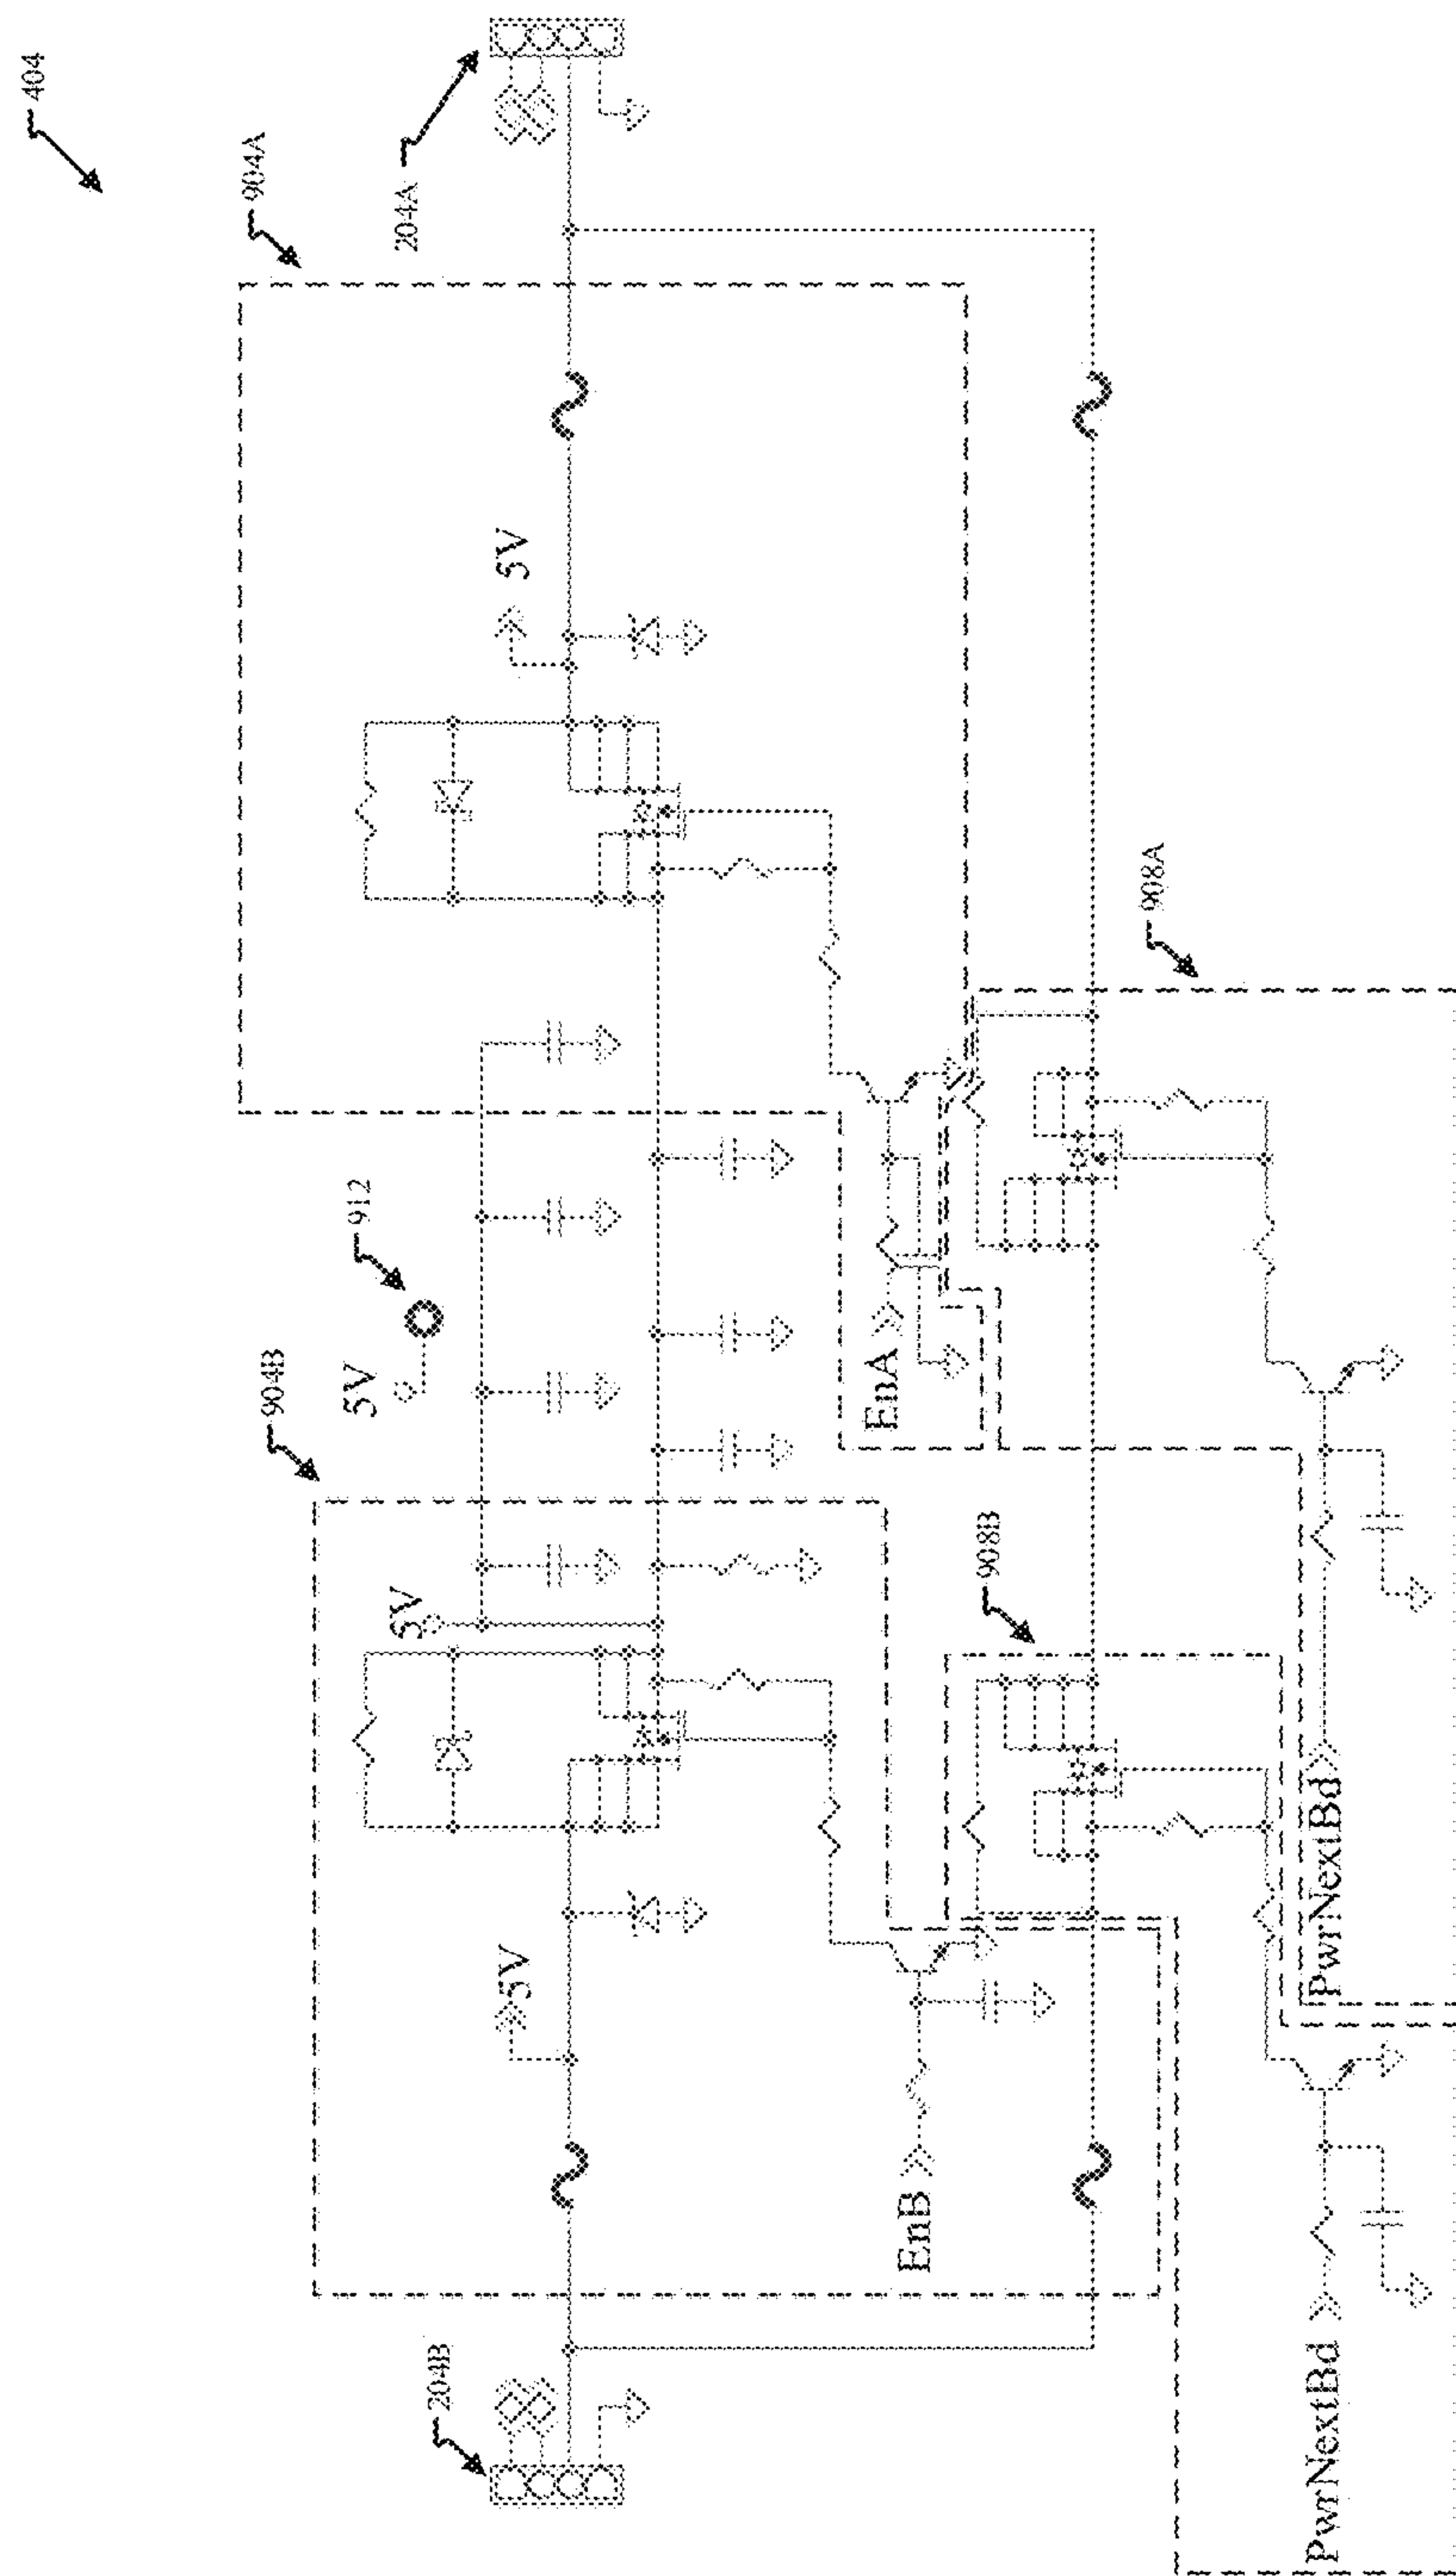 404
904A
204A
5V
908A
912
5V
904B
EnA
5V
908B
PwrNextBd
5V
EnB
204B
PwrNextBd